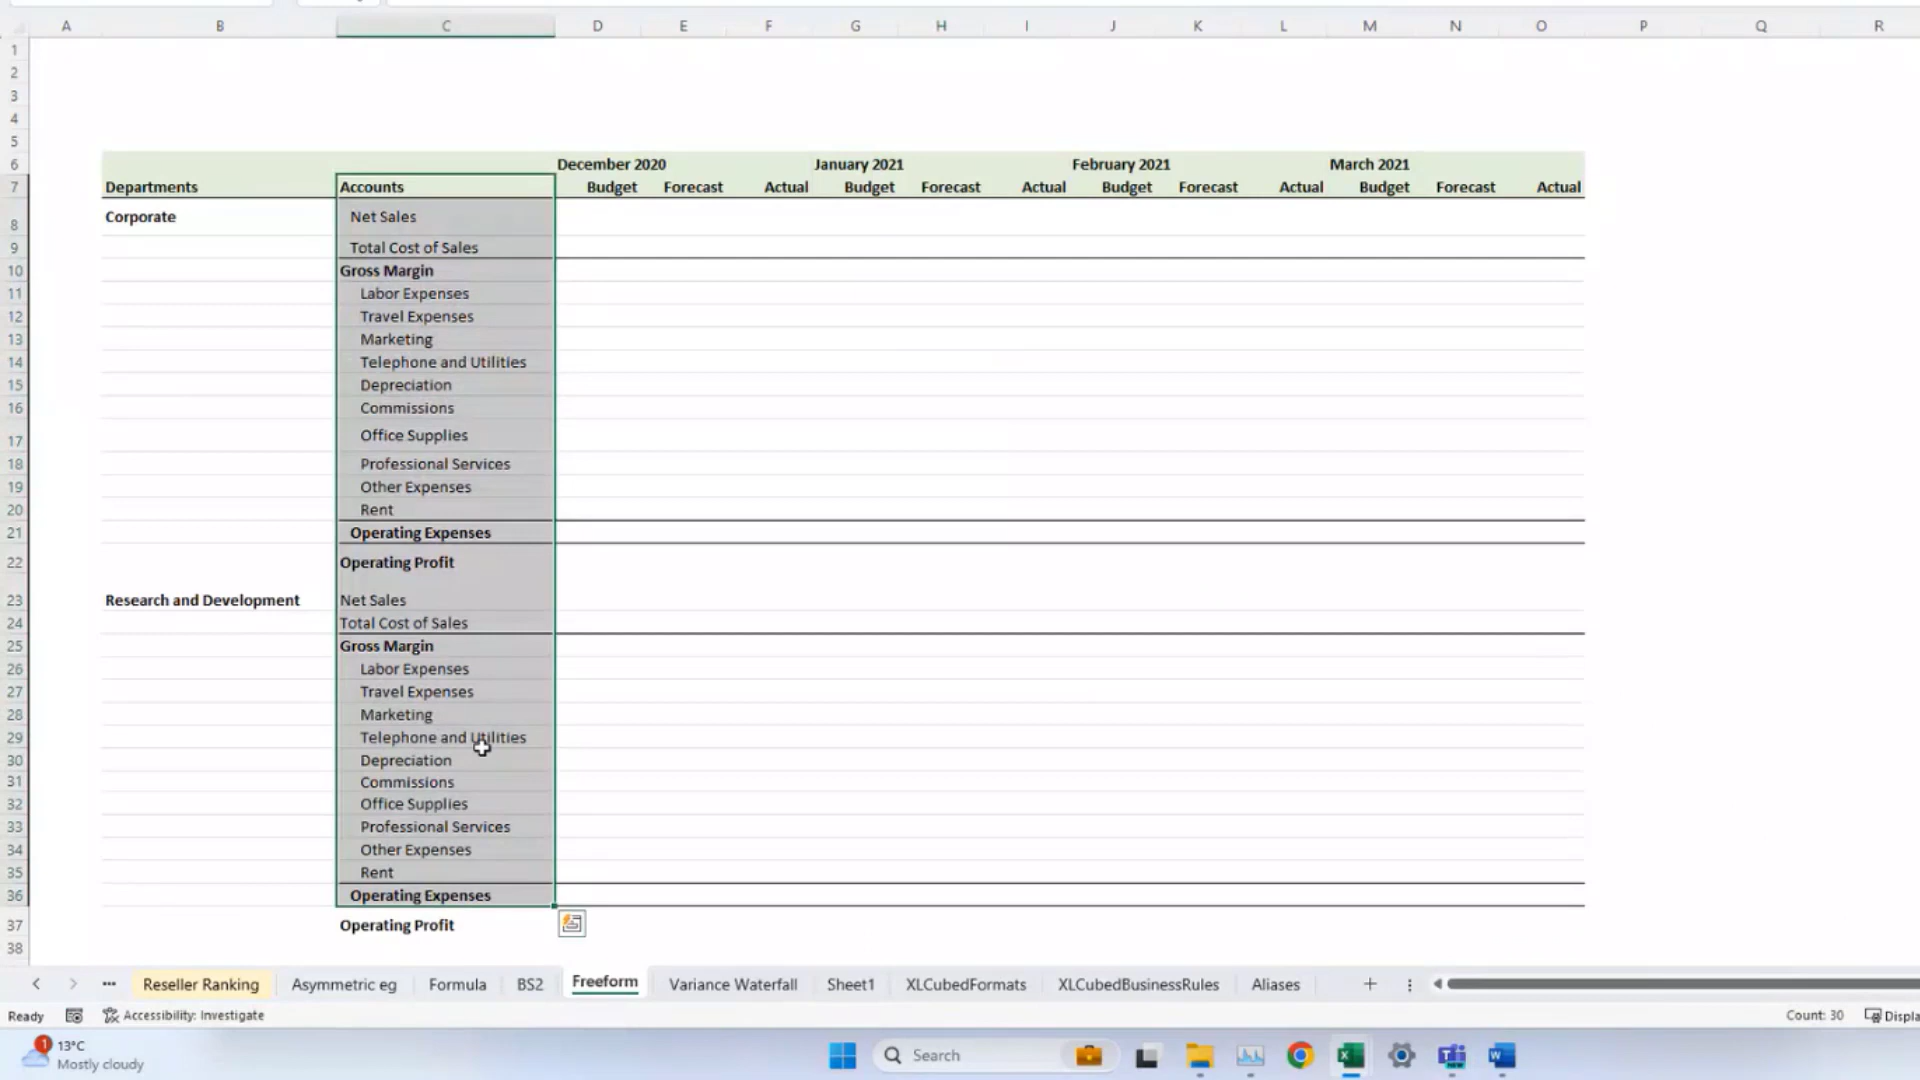 A B C D E F G H I J K L M N O P Q R
1
2
3
4
5
6 December 2020 January 2021 February 2021 March 2021
7 Departments Accounts Budget Forecast Actual Budget Forecast Actual Budget Forecast Actual Budget Forecast Actual
8 Corporate Net Sales
9 Total Cost of Sales
10 Gross Margin
11 Labor Expenses
12 Travel Expenses
13 Marketing
14 Telephone and Utilities
15 Depreciation
16 Commissions
17 Office Supplies
18 Professional Services
19 Other Expenses
20 Rent
21 Operating Expenses
22 Operating Profit
23 Research and Development Net Sales
24 Total Cost of Sales
25 Gross Margin
26 Labor Expenses
27 Travel Expenses
28 Marketing
29 Telephone and Utilities
30 Depreciation
31 Commissions
32 Office Supplies
33 Professional Services
34 Other Expenses
35 Rent
36 Operating Expenses
37 Operating Profit
38
Reseller Ranking Asymmetric eg Formula BS2 Freeform Variance Waterfall Sheet1 XLCubedFormats XLCubedBusinessRules Aliases
Ready Accessibility: Investigate Count: 30 Displa
1 13°C
Mostly cloudy
Search